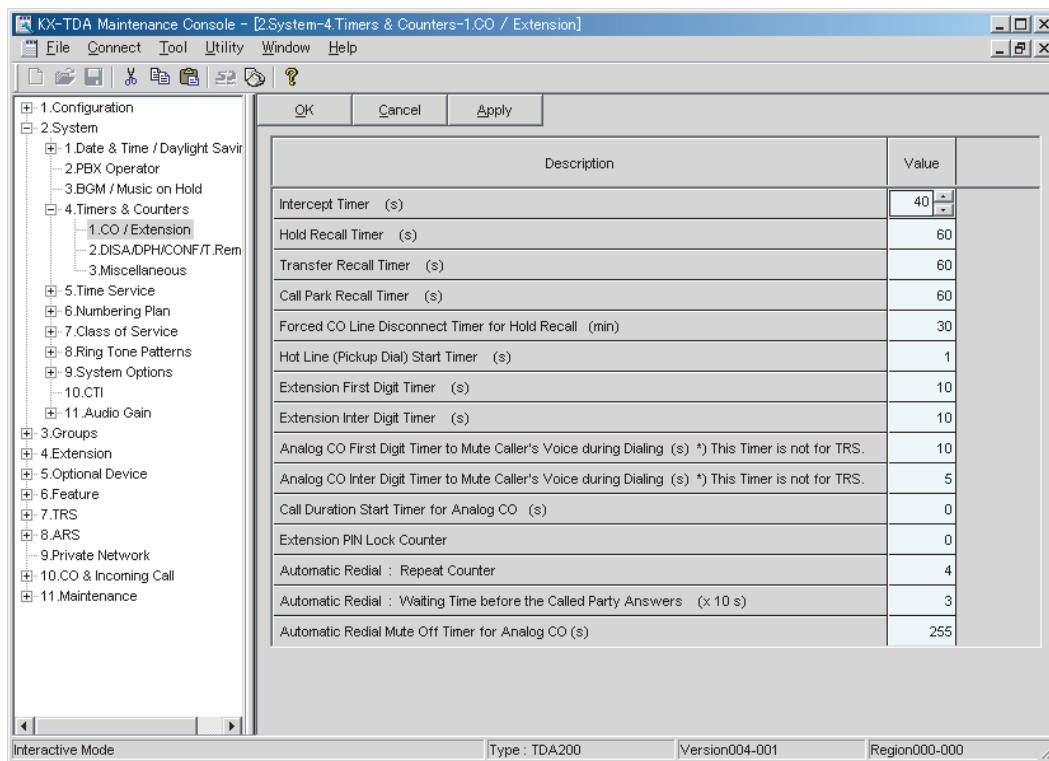 KX-TDA Maintenance Console - [2.System-4.Timers & Counters-1.CO / Extension]
File Connect Tool Utility Window Help
OK Cancel Apply
1.Configuration
2.System
1.Date & Time / Daylight Savin
2.PBX Operator
3.BGM / Music on Hold
4.Timers & Counters
1.CO / Extension
2.DISA/DPH/CONF/T.Rem
3.Miscellaneous
5.Time Service
6.Numbering Plan
7.Class of Service
8.Ring Tone Patterns
9.System Options
10.CTI
11.Audio Gain
3.Groups
4.Extension
5.Optional Device
6.Feature
7.TRS
8.ARS
9.Private Network
10.CO & Incoming Call
11.Maintenance
Description Value
Intercept Timer (s) 40
Hold Recall Timer (s) 60
Transfer Recall Timer (s) 60
Call Park Recall Timer (s) 60
Forced CO Line Disconnect Timer for Hold Recall (min) 30
Hot Line (Pickup Dial) Start Timer (s) 1
Extension First Digit Timer (s) 10
Extension Inter Digit Timer (s) 10
Analog CO First Digit Timer to Mute Caller's Voice during Dialing (s) *) This Timer is not for TRS. 10
Analog CO Inter Digit Timer to Mute Caller's Voice during Dialing (s) *) This Timer is not for TRS. 5
Call Duration Start Timer for Analog CO (s) 0
Extension PIN Lock Counter 0
Automatic Redial : Repeat Counter 4
Automatic Redial : Waiting Time before the Called Party Answers (x 10 s) 3
Automatic Redial Mute Off Timer for Analog CO (s) 255
Interactive Mode Type : TDA200 Version004-001 Region000-000